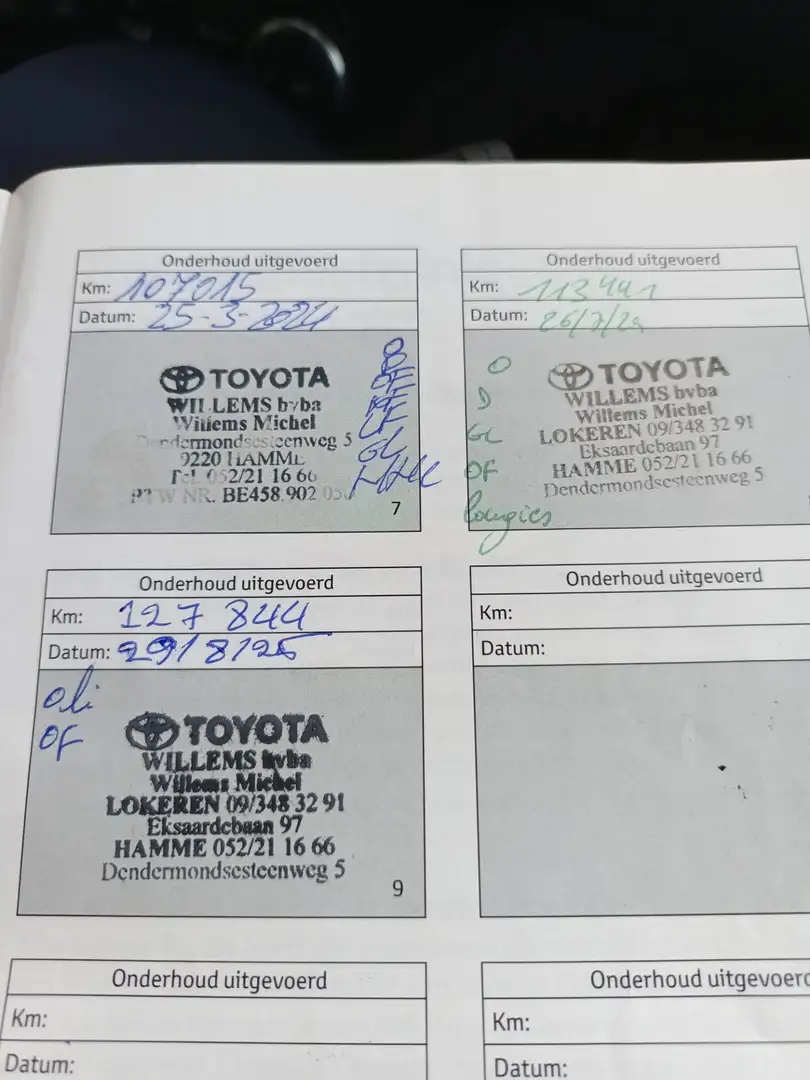 Onderhoud uitgevoerd
Km: 107015
Datum: 25-3-2024
TOYOTA
WILLEMS bvba
Willems Michel
Dendermondsesteenweg 5
9220 HAMME
Tel. 052/21 16 66
BTW NR. BE458.902
O
OF
GL
7
Onderhoud uitgevoerd
Km: 113441
Datum: 26/7/24
O
D
GL
OF
bougies
TOYOTA
WILLEMS bvba
Willems Michel
LOKEREN 09/348 32 91
Eksaardebaan 97
HAMME 052/21 16 66
Dendermondsesteenweg 5
Onderhoud uitgevoerd
Km: 127 844
Datum: 29/8/25
oli
OF
TOYOTA
WILLEMS bvba
Willems Michel
LOKEREN 09/348 32 91
Eksaardebaan 97
HAMME 052/21 16 66
Dendermondsesteenweg 5
9
Onderhoud uitgevoerd
Km:
Datum:
Onderhoud uitgevoerd
Km:
Datum:
Onderhoud uitgevoerd
Km:
Datum: